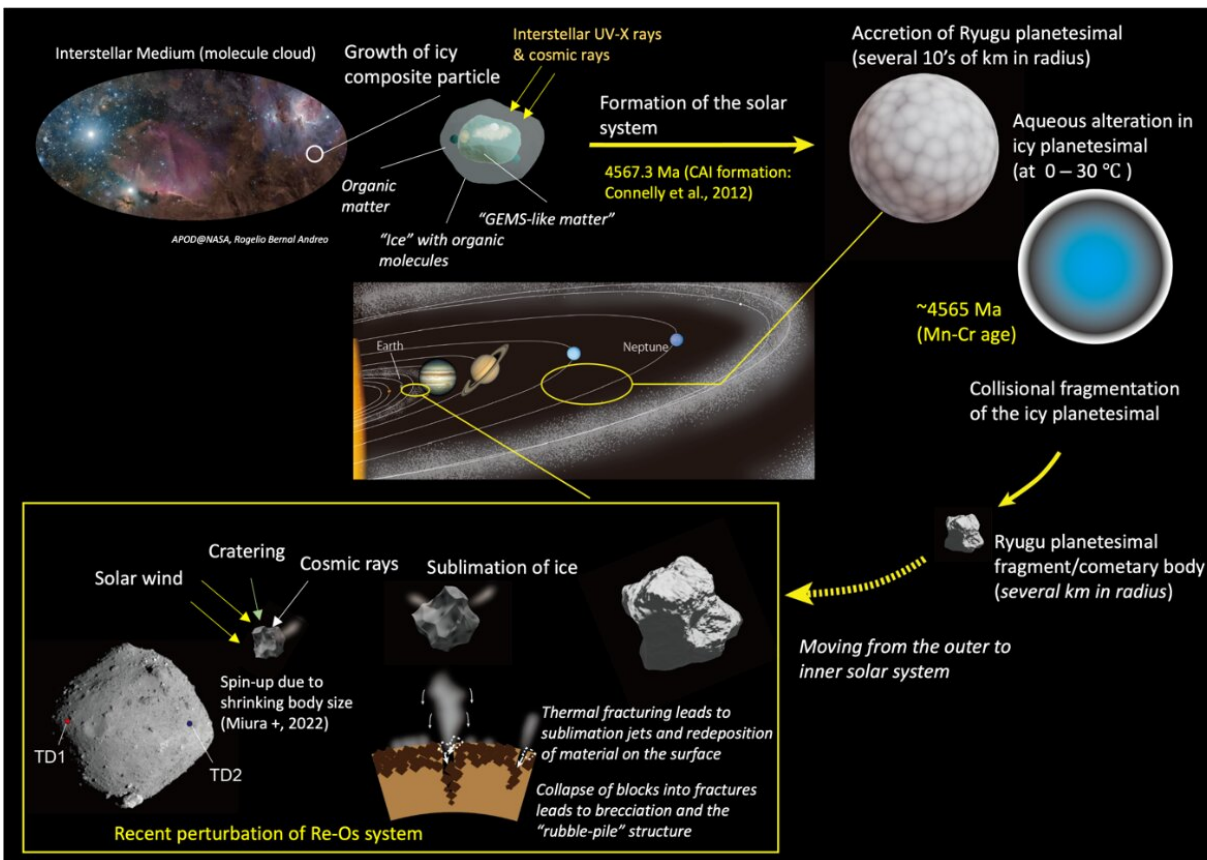 Interstellar Medium (molecule cloud)
Growth of icy
composite particle
Interstellar UV-X rays
& cosmic rays
Organic
matter
"GEMS-like matter"
"Ice" with organic
molecules
APOD@NASA, Rogelio Bernal Andreo
Formation of the solar
system
4567.3 Ma (CAI formation:
Connelly et al., 2012)
Accretion of Ryugu planetesimal
(several 10's of km in radius)
Aqueous alteration in
icy planetesimal
(at 0 – 30 °C )
~4565 Ma
(Mn-Cr age)
Earth
Neptune
Collisional fragmentation
of the icy planetesimal
Ryugu planetesimal
fragment/cometary body
(several km in radius)
Moving from the outer to
inner solar system
Cratering
Solar wind
Cosmic rays
Sublimation of ice
Spin-up due to
shrinking body size
(Miura +, 2022)
TD1
TD2
Thermal fracturing leads to
sublimation jets and redeposition
of material on the surface
Collapse of blocks into fractures
leads to brecciation and the
"rubble-pile" structure
Recent perturbation of Re-Os system